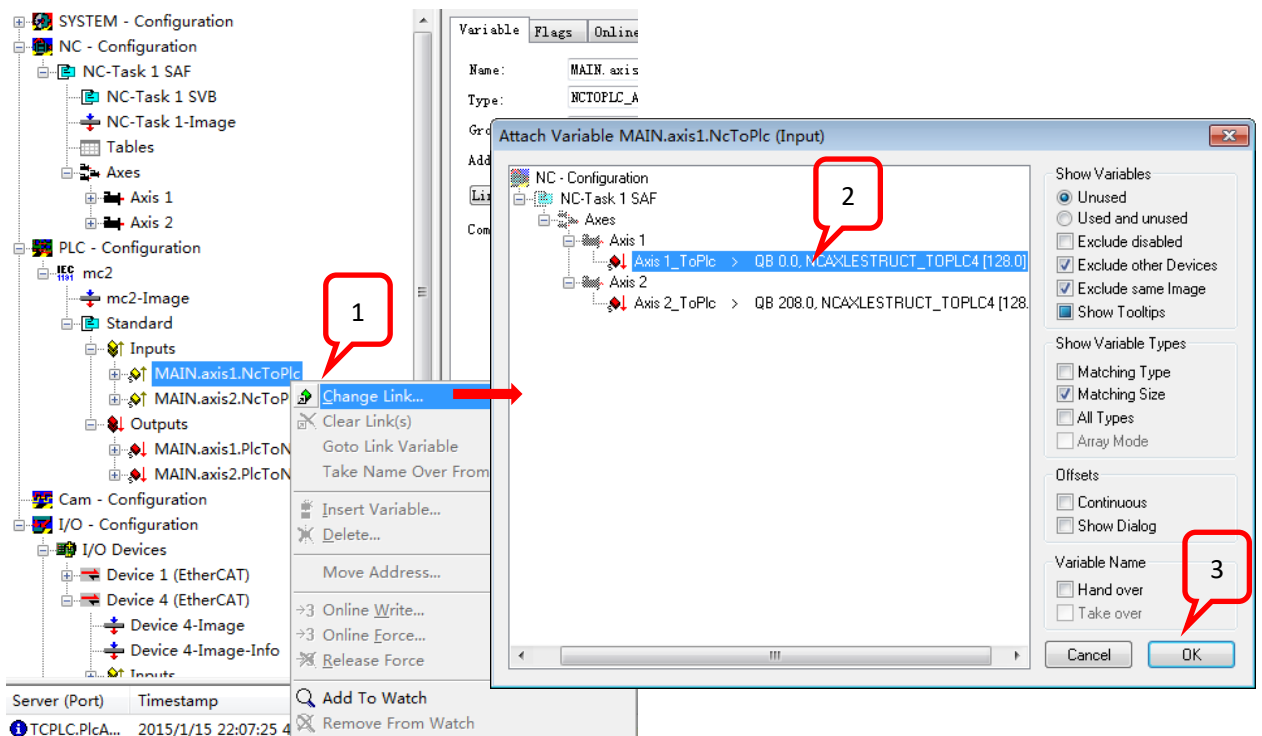 SYSTEM - Configuration
NC - Configuration
NC-Task 1 SAF
NC-Task 1 SVB
NC-Task 1-Image
Tables
Axes
Axis 1
Axis 2
PLC - Configuration
IEC 1131 mc2
mc2-Image
Standard
Inputs
MAIN.axis1.NcToPlc
MAIN.axis2.NcToP
Outputs
MAIN.axis1.PlcToN
MAIN.axis2.PlcToN
Cam - Configuration
I/O - Configuration
I/O Devices
Device 1 (EtherCAT)
Device 4 (EtherCAT)
Device 4-Image
Device 4-Image-Info
Inputs
Server (Port) Timestamp
TCPLC.PlcA... 2015/1/15 22:07:25 4
1
Change Link...
Clear Link(s)
Goto Link Variable
Take Name Over From
Insert Variable...
Delete...
Move Address...
Online Write...
Online Force...
Release Force
Add To Watch
Remove From Watch
Variable Flags Online
Name: MAIN.axis
Type: NCTOPLC_A
Gro
Add
Li
Com
Attach Variable MAIN.axis1.NcToPlc (Input)
NC - Configuration
NC-Task 1 SAF
Axes
Axis 1
Axis 1_ToPlc > QB 0.0, NCAXLESTRUCT_TOPLC4 [128.0]
Axis 2
Axis 2_ToPlc > QB 208.0, NCAXLESTRUCT_TOPLC4 [128.
2
Show Variables
Unused
Used and unused
Exclude disabled
Exclude other Devices
Exclude same Image
Show Tooltips
Show Variable Types
Matching Type
Matching Size
All Types
Array Mode
Offsets
Continuous
Show Dialog
Variable Name
Hand over
Take over
3
Cancel OK